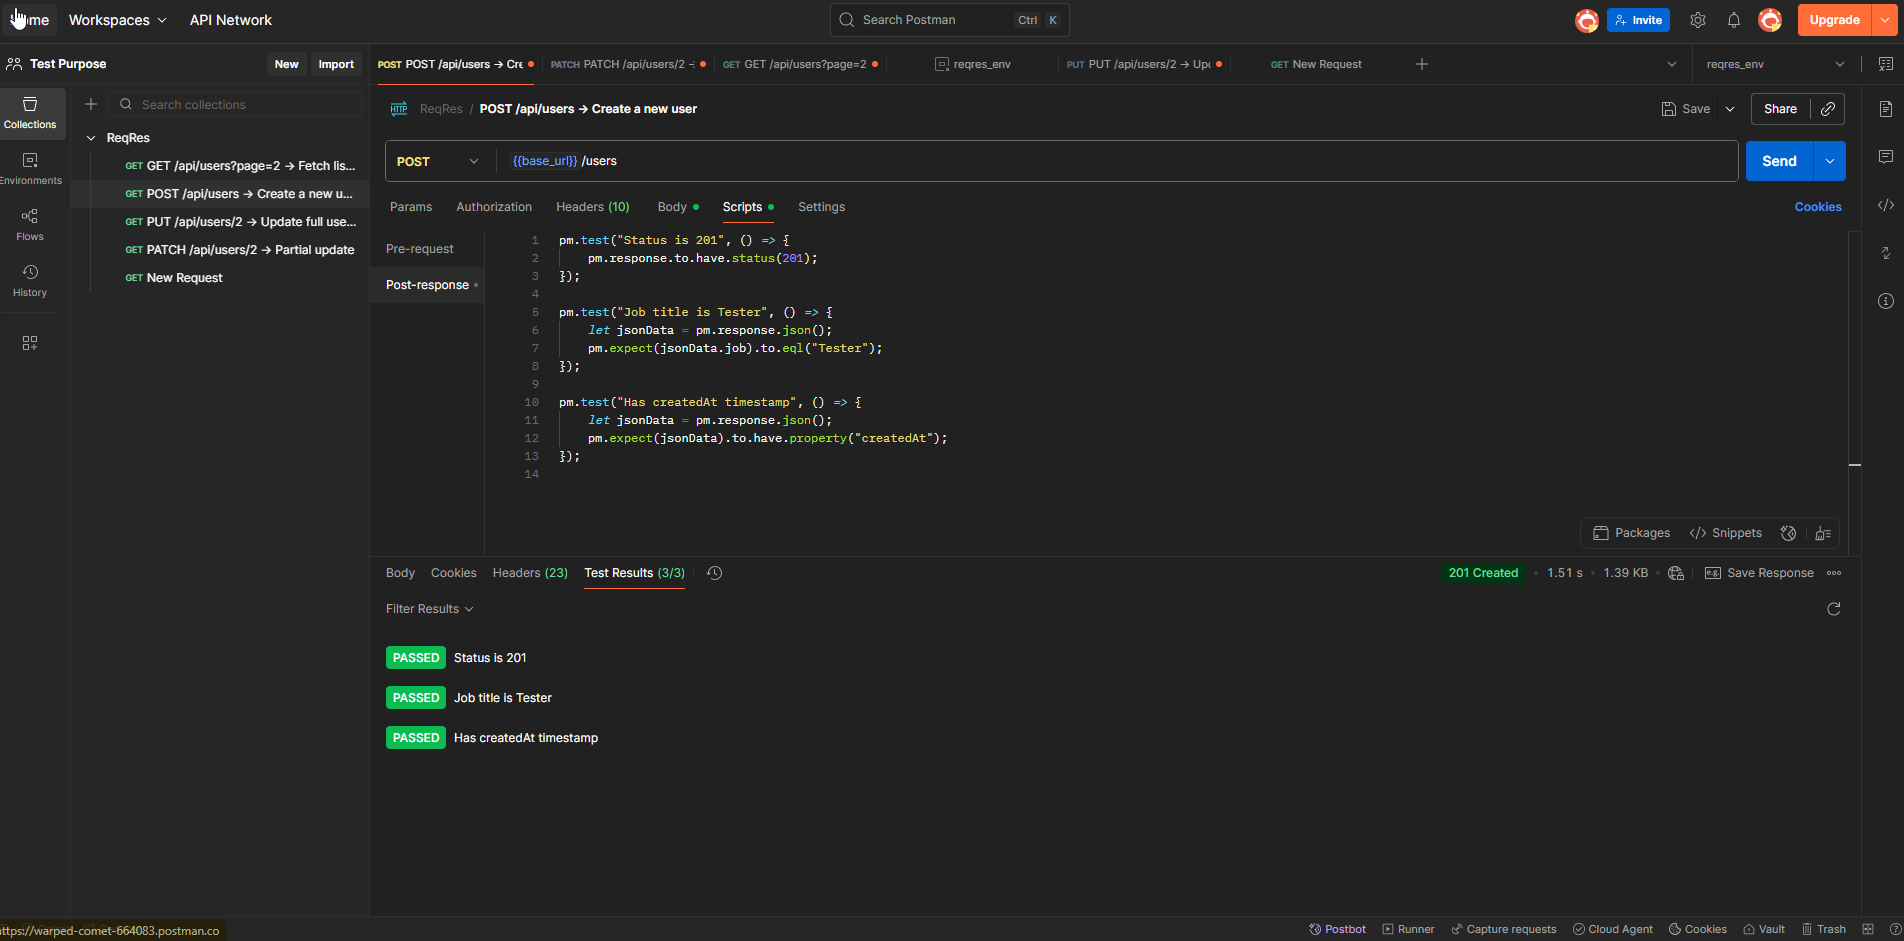 Home Workspaces API Network Search Postman Ctrl K Invite Upgrade
Test Purpose New Import POST POST /api/users → Cre PATCH PATCH /api/users/2 - GET GET /api/users?page=2 reqres_env PUT PUT /api/users/2 → Up GET New Request reqres_env
Search collections
HTTP ReqRes / POST /api/users → Create a new user Save Share
Collections
ReqRes
GET GET /api/users?page=2 → Fetch lis...
GET POST /api/users → Create a new u...
GET PUT /api/users/2 → Update full use...
GET PATCH /api/users/2 → Partial update
GET New Request
Environments
Flows
History
POST {{base_url}} /users Send
Params Authorization Headers (10) Body Scripts Settings Cookies
Pre-request
Post-response
1 pm.test("Status is 201", () => {
2 pm.response.to.have.status(201);
3 });
4
5 pm.test("Job title is Tester", () => {
6 let jsonData = pm.response.json();
7 pm.expect(jsonData.job).to.eql("Tester");
8 });
9
10 pm.test("Has createdAt timestamp", () => {
11 let jsonData = pm.response.json();
12 pm.expect(jsonData).to.have.property("createdAt");
13 });
14
Packages Snippets
Body Cookies Headers (23) Test Results (3/3) 201 Created 1.51 s 1.39 KB e.g. Save Response
Filter Results
PASSED Status is 201
PASSED Job title is Tester
PASSED Has createdAt timestamp
https://warped-comet-664083.postman.co Postbot Runner Capture requests Cloud Agent Cookies Vault Trash